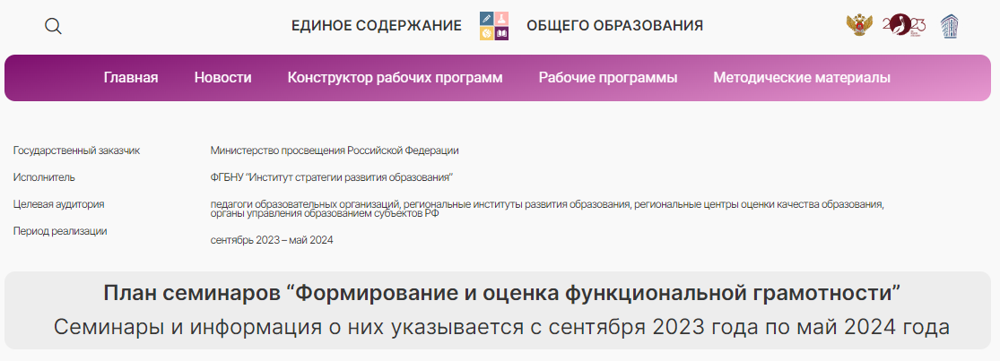 ЕДИНОЕ СОДЕРЖАНИЕ ОБЩЕГО ОБРАЗОВАНИЯ
2023
Главная Новости Конструктор рабочих программ Рабочие программы Методические материалы
Государственный заказчик Министерство просвещения Российской Федерации
Исполнитель ФГБНУ “Институт стратегии развития образования”
Целевая аудитория педагоги образовательных организаций, региональные институты развития образования, региональные центры оценки качества образования,
органы управления образованием субъектов РФ
Период реализации
сентябрь 2023 – май 2024
План семинаров “Формирование и оценка функциональной грамотности”
Семинары и информация о них указывается с сентября 2023 года по май 2024 года